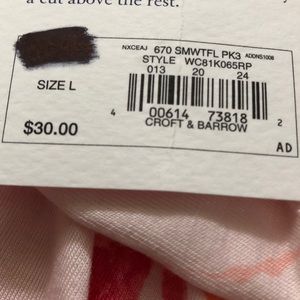 a cut above the rest.
NXCEAJ 670 SMWTFL PK3 ADDNS1008
STYLE WC81K065RP
013 20 24
SIZE L
$30.00
4 00614 73818 2
CROFT & BARROW
AD